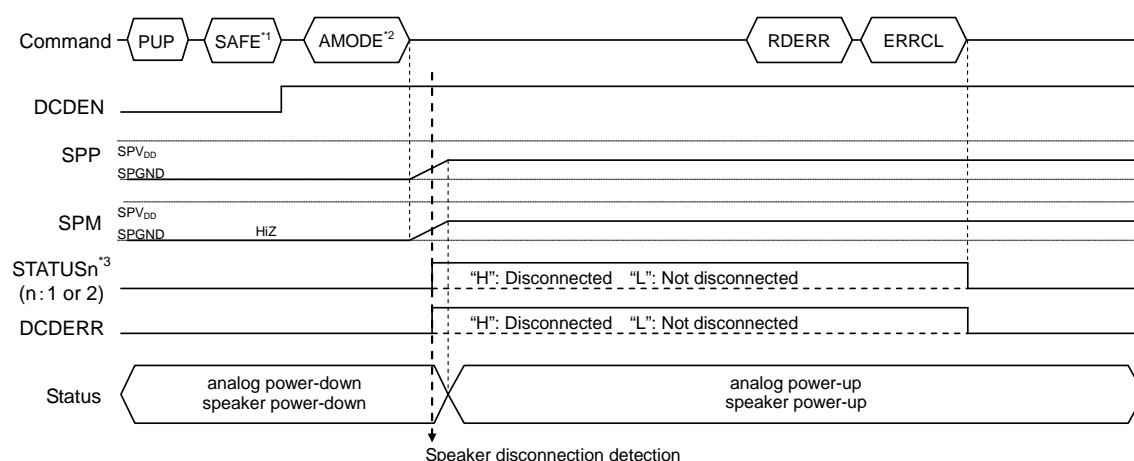 Command PUP SAFE*1 AMODE*2 RDERR ERRCL
DCDEN
SPP SPVDD
SPGND
SPM SPVDD
SPGND HiZ
STATUSn*3
(n:1 or 2)
"H": Disconnected "L": Not disconnected
DCDERR "H": Disconnected "L": Not disconnected
Status
analog power-down
speaker power-down
analog power-up
speaker power-up
Speaker disconnection detection